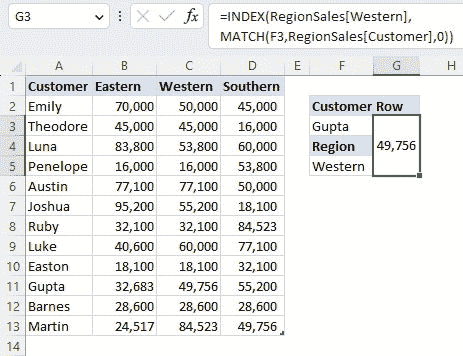 G3
fx
=INDEX(RegionSales[Western],
MATCH(F3,RegionSales[Customer],0))
A B C D E F G H
1 Customer Eastern Western Southern
2 Emily 70,000 50,000 45,000 Customer Row
3 Theodore 45,000 45,000 16,000 Gupta
4 Luna 83,800 53,800 60,000 Region 49,756
5 Penelope 16,000 16,000 53,800 Western
6 Austin 77,100 77,100 50,000
7 Joshua 95,200 55,200 18,100
8 Ruby 32,100 32,100 84,523
9 Luke 40,600 60,000 77,100
10 Easton 18,100 18,100 32,100
11 Gupta 32,683 49,756 55,200
12 Barnes 28,600 28,600 28,600
13 Martin 24,517 84,523 49,756
14